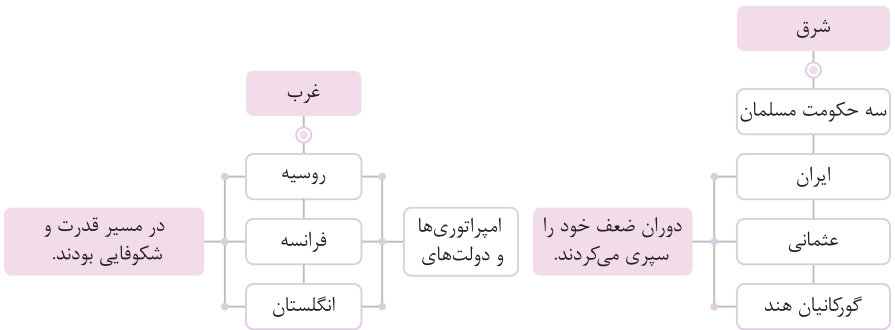 شرق
سه حکومت مسلمان
ایران
عثمانی
گورکانیان هند
دوران ضعف خود را
سپری می‌کردند.
غرب
امپراتوری‌ها
و دولت‌های
روسیه
فرانسه
انگلستان
در مسیر قدرت و
شکوفایی بودند.